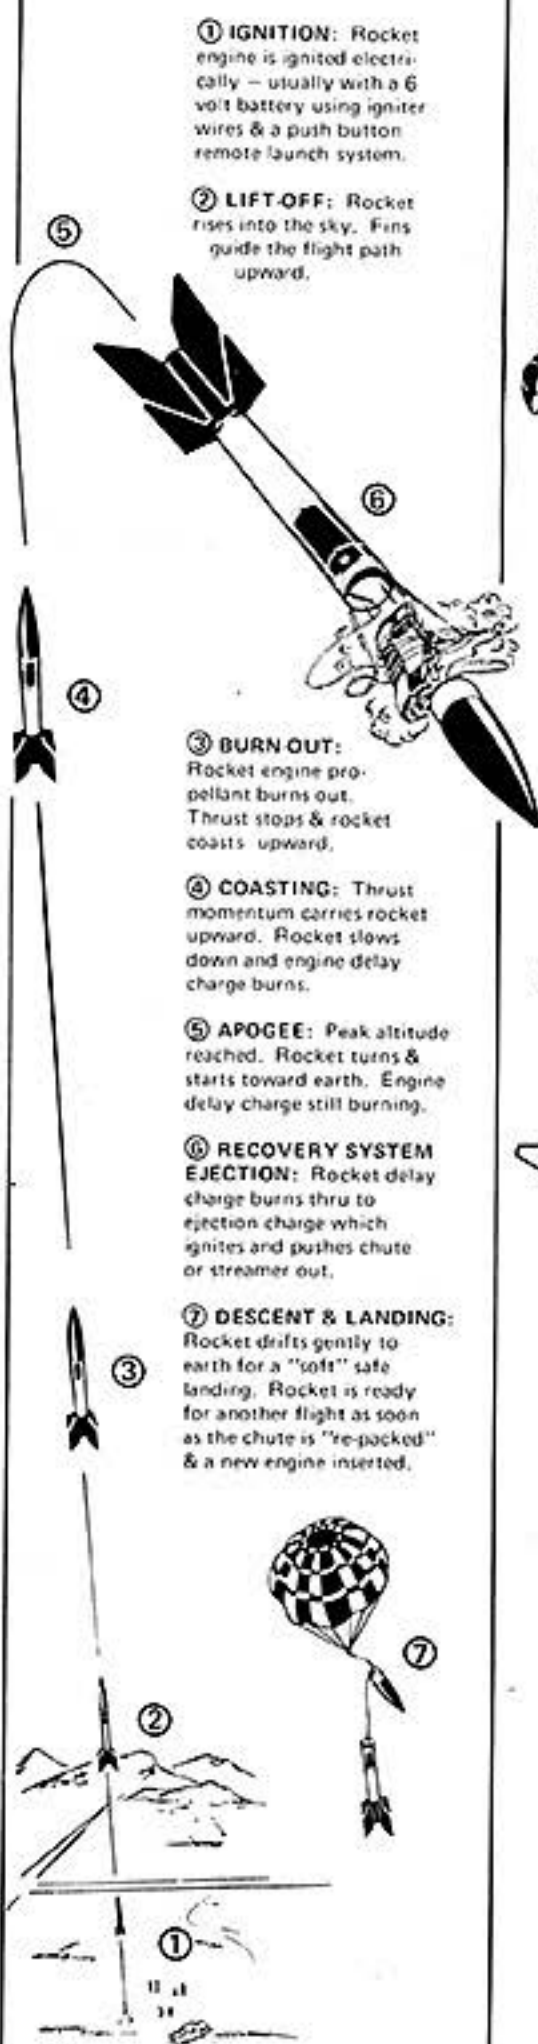 ① IGNITION: Rocket
engine is ignited electri-
cally – usually with a 6
volt battery using igniter
wires & a push button
remote launch system.
② LIFT-OFF: Rocket
rises into the sky. Fins
guide the flight path
upward.
⑤
⑥
④
③ BURN OUT:
Rocket engine pro-
pellant burns out.
Thrust stops & rocket
coasts upward.
④ COASTING: Thrust
momentum carries rocket
upward. Rocket slows
down and engine delay
charge burns.
⑤ APOGEE: Peak altitude
reached. Rocket turns &
starts toward earth. Engine
delay charge still burning.
⑥ RECOVERY SYSTEM
EJECTION: Rocket delay
charge burns thru to
ejection charge which
ignites and pushes chute
or streamer out.
⑦ DESCENT & LANDING:
Rocket drifts gently to
earth for a "soft" safe
landing. Rocket is ready
for another flight as soon
as the chute is "re-packed"
& a new engine inserted.
③
⑦
②
①